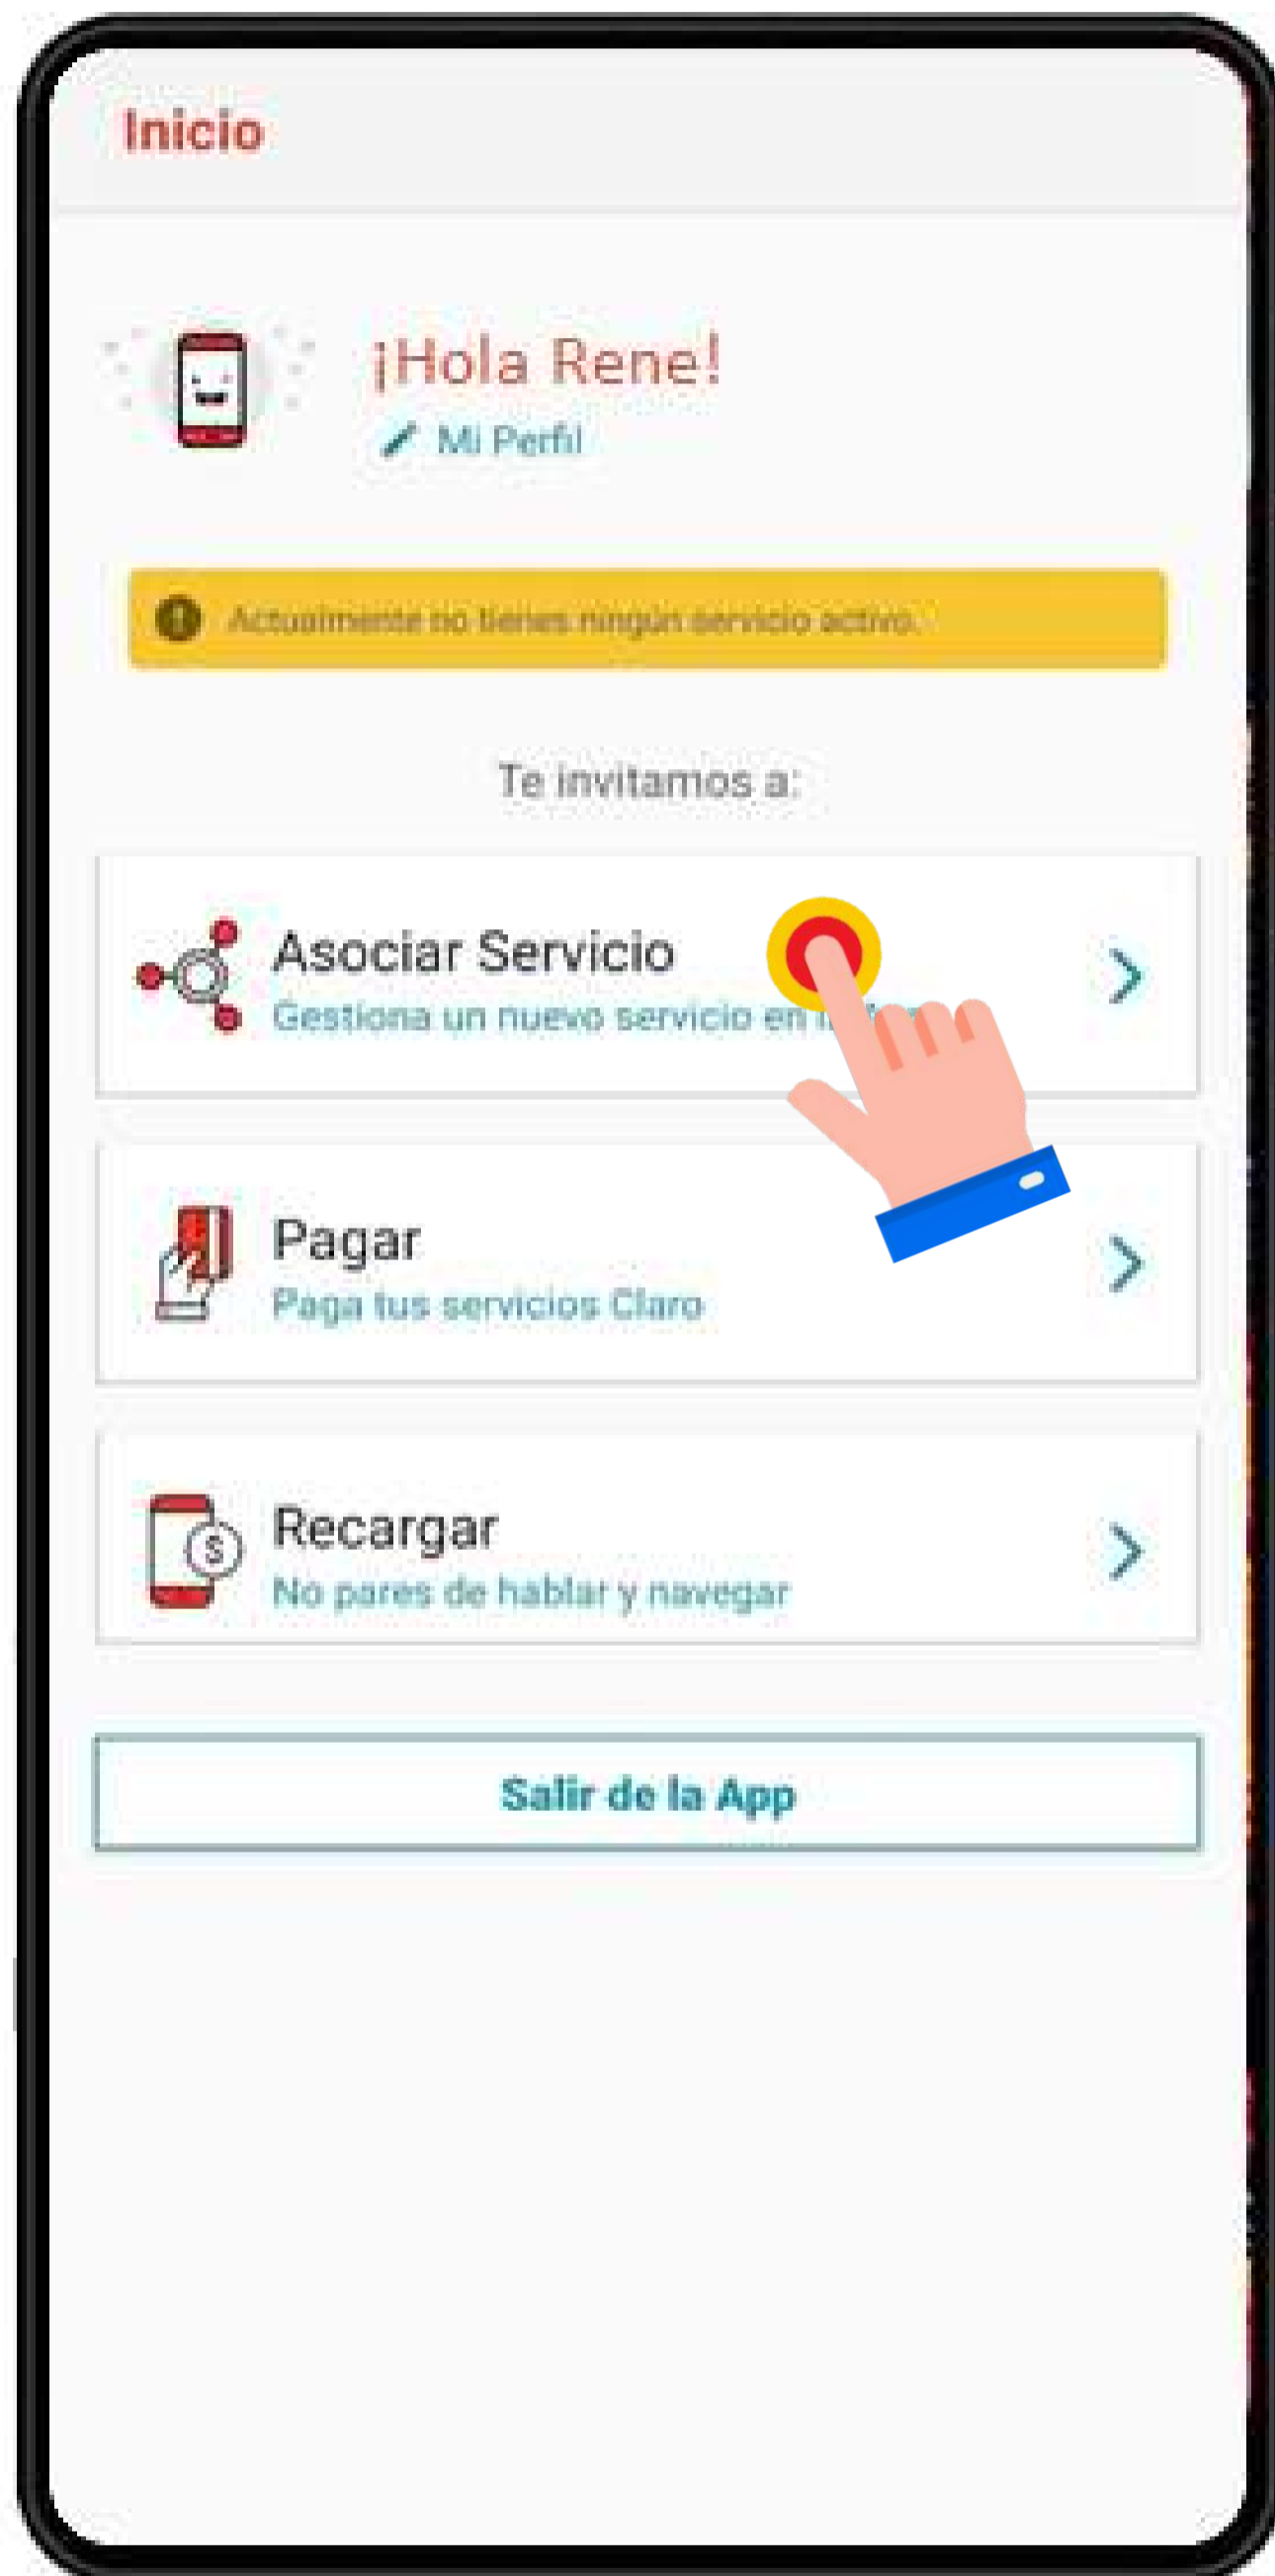 Inicio
¡Hola Rene!
Mi Perfil
Actualmente no tienes ningún servicio activo.
Te invitamos a:
Asociar Servicio
Gestiona un nuevo servicio en
Pagar
Paga tus servicios Claro
Recargar
$
No pares de hablar y navegar
Salir de la App